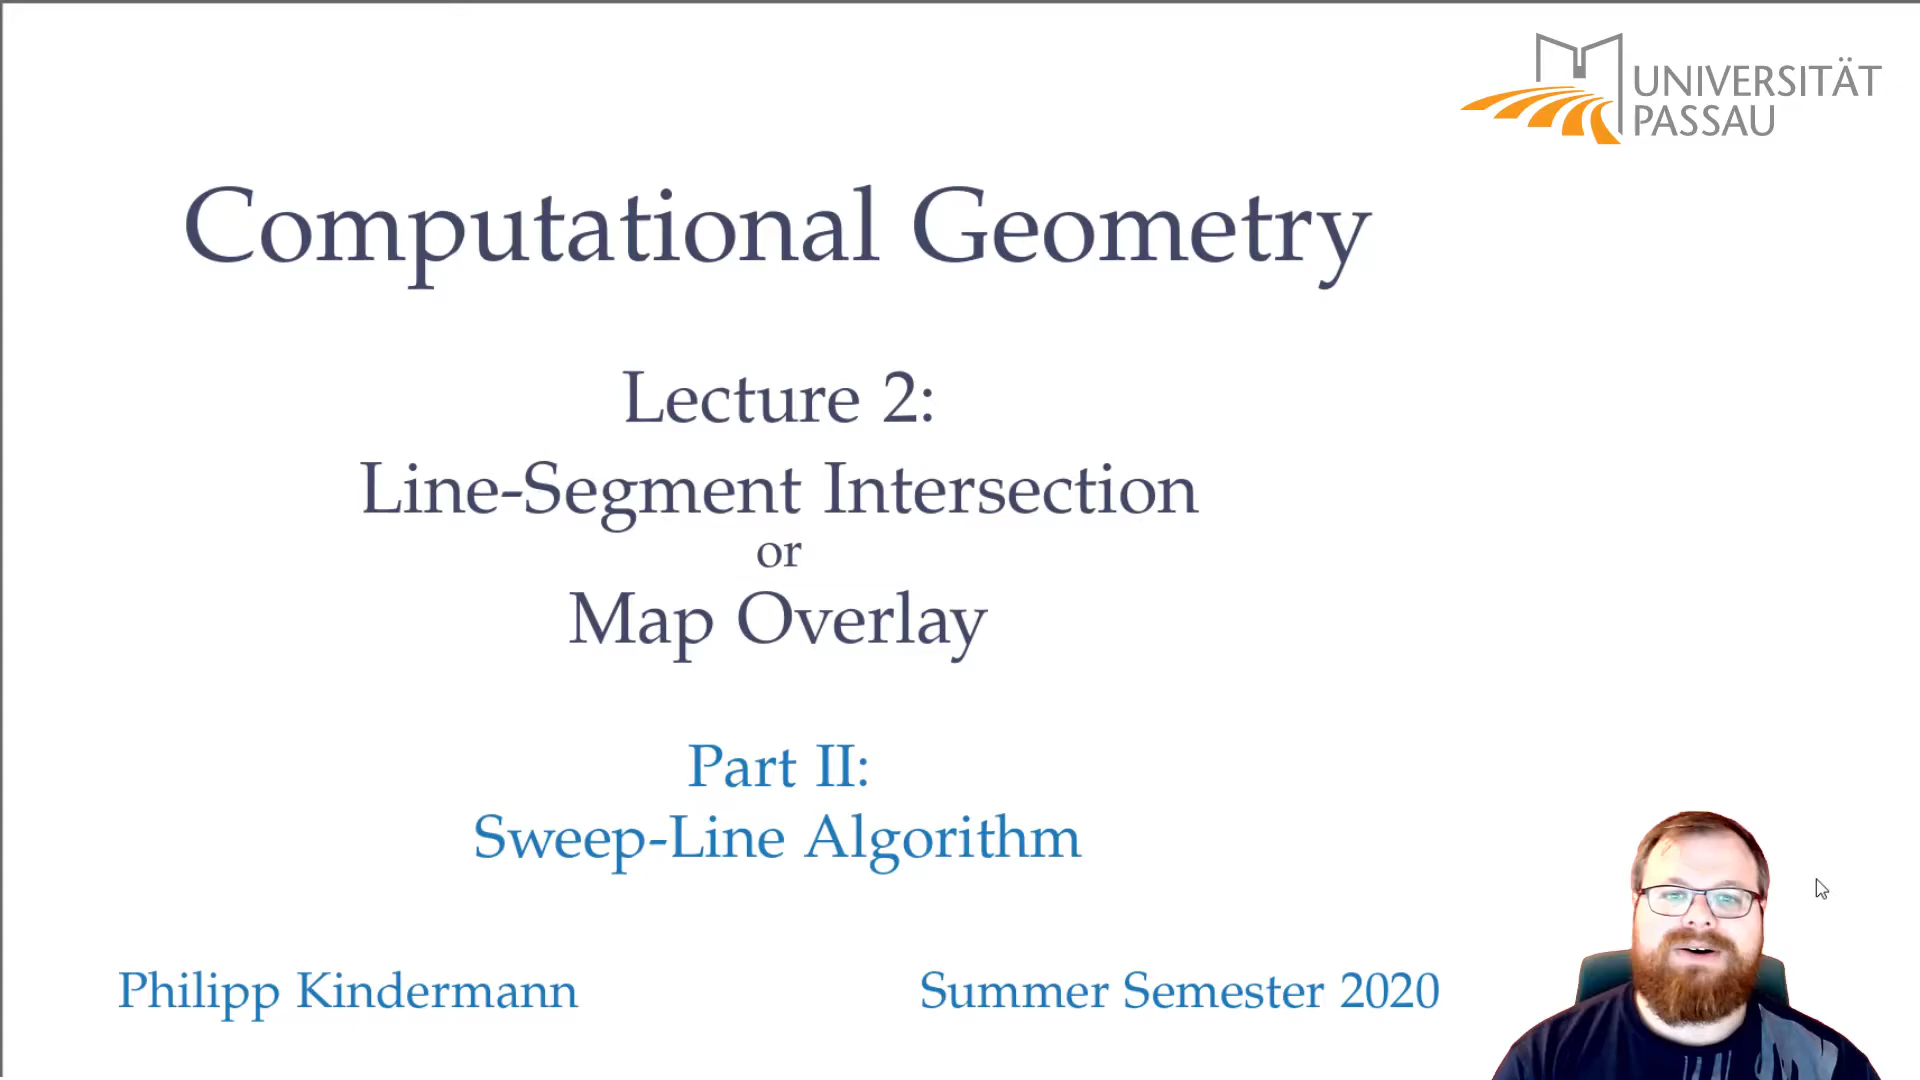 UNIVERSITÄT
PASSAU
Computational Geometry
Lecture 2:
Line-Segment Intersection
or
Map Overlay
Part II:
Sweep-Line Algorithm
Philipp Kindermann
Summer Semester 2020